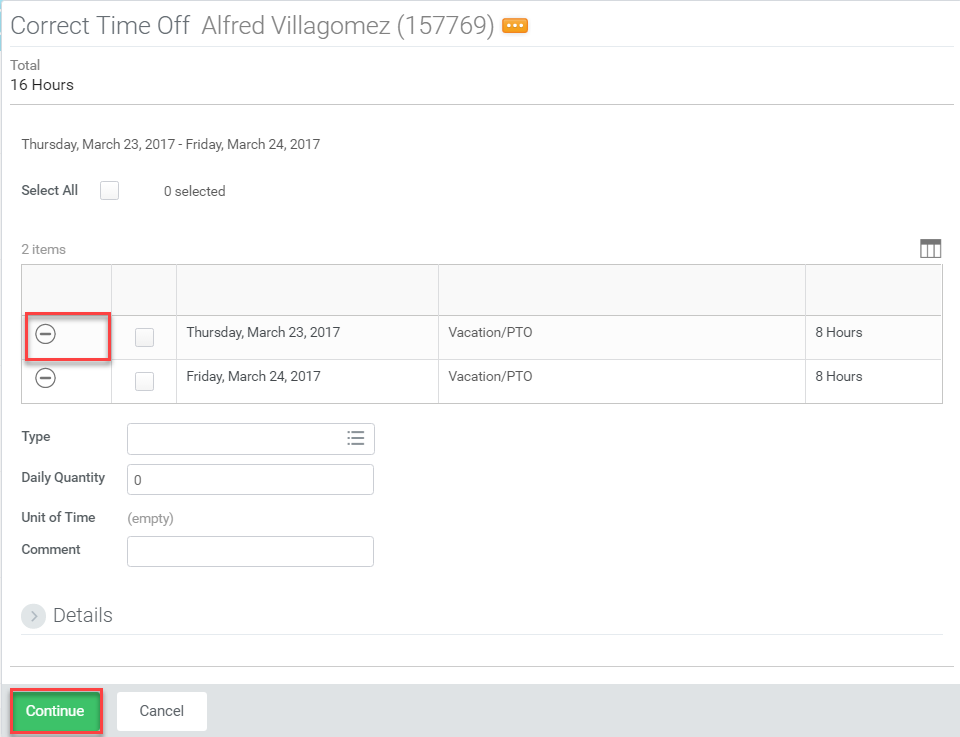 Correct Time Off Alfred Villagomez (157769)
Total
16 Hours
Thursday, March 23, 2017 - Friday, March 24, 2017
Select All 0 selected
2 items
Thursday, March 23, 2017 Vacation/PTO 8 Hours
Friday, March 24, 2017 Vacation/PTO 8 Hours
Type
Daily Quantity 0
Unit of Time (empty)
Comment
Details
Continue Cancel